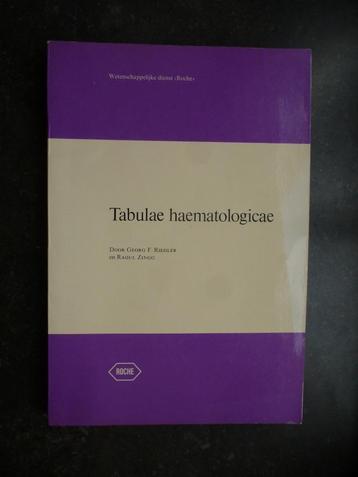 Wetenschappelijke dienst ‹Roche›
Tabulae haematologicae
DOOR GEORG F. RIEDLER
EN RAOUL ZINGG
ROCHE